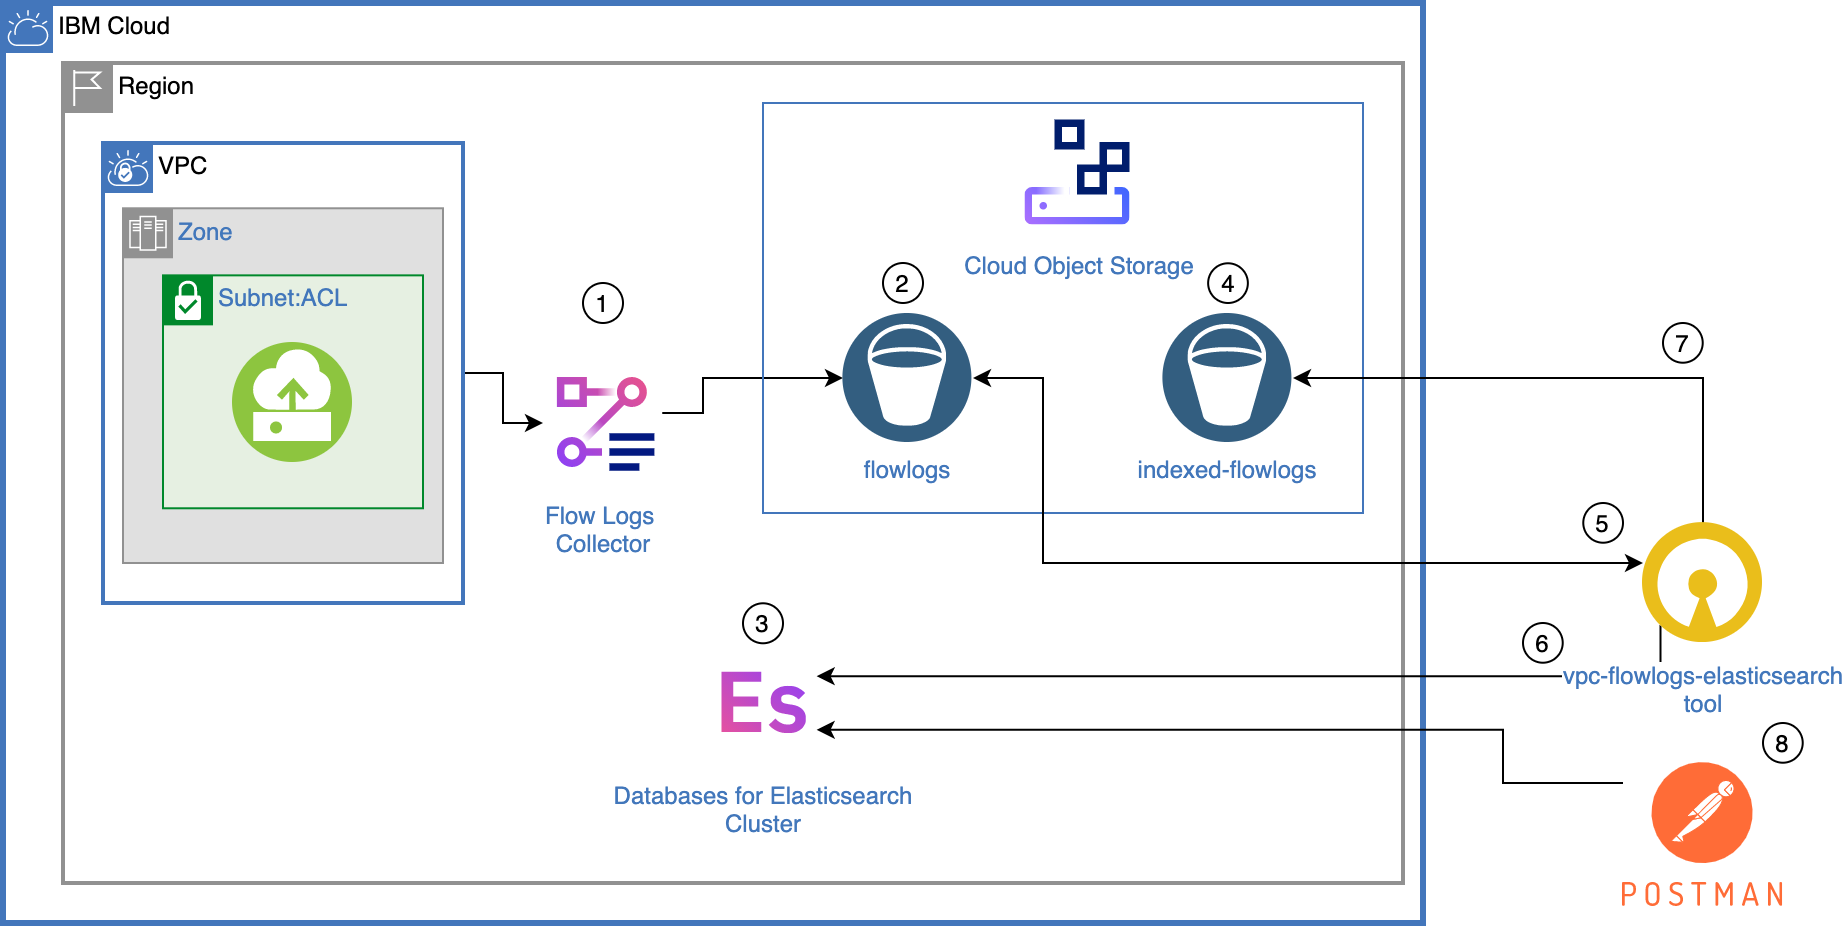 IBM Cloud
Region
VPC
Zone
Subnet:ACL
1
Flow Logs
Collector
Cloud Object Storage
2
4
flowlogs
indexed-flowlogs
7
5
3
6
Es
vpc-flowlogs-elasticsearch
tool
8
Databases for Elasticsearch
Cluster
POSTMAN